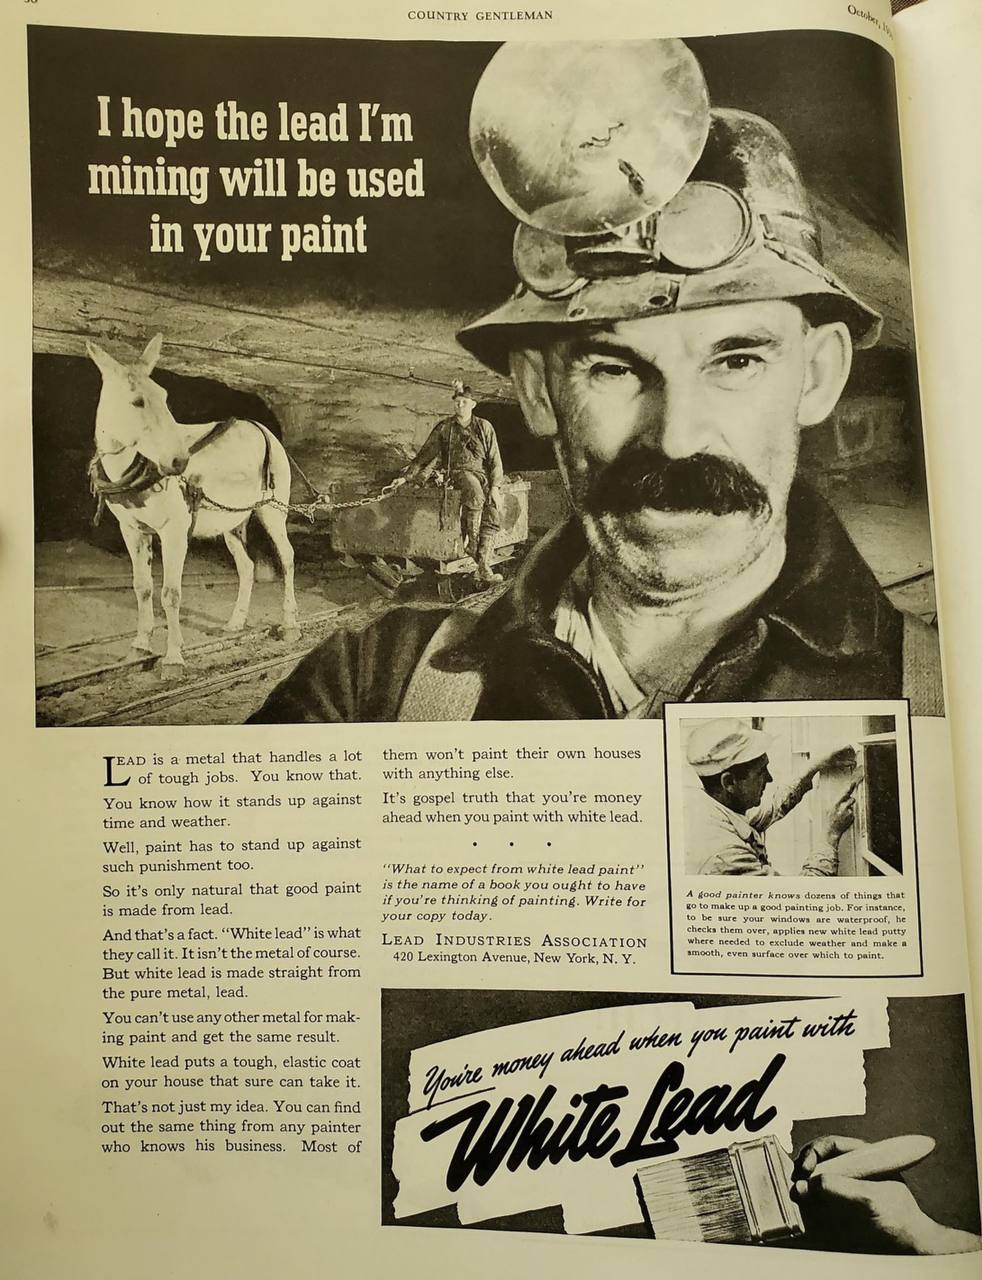 COUNTRY GENTLEMAN
October,
I hope the lead I'm
mining will be used
in your paint
LEAD is a metal that handles a lot
of tough jobs. You know that.
You know how it stands up against
time and weather.
Well, paint has to stand up against
such punishment too.
So it's only natural that good paint
is made from lead.
And that's a fact. “White lead” is what
they call it. It isn't the metal of course.
But white lead is made straight from
the pure metal, lead.
You can't use any other metal for mak-
ing paint and get the same result.
White lead puts a tough, elastic coat
on your house that sure can take it.
That's not just my idea. You can find
out the same thing from any painter
who knows his business. Most of
them won't paint their own houses
with anything else.
It's gospel truth that you're money
ahead when you paint with white lead.
• • •
“What to expect from white lead paint”
is the name of a book you ought to have
if you're thinking of painting. Write for
your copy today.
LEAD INDUSTRIES ASSOCIATION
420 Lexington Avenue, New York, N. Y.
A good painter knows dozens of things that
go to make up a good painting job. For instance,
to be sure your windows are waterproof, he
checks them over, applies new white lead putty
where needed to exclude weather and make a
smooth, even surface over which to paint.
You're money ahead when you paint with
White Lead